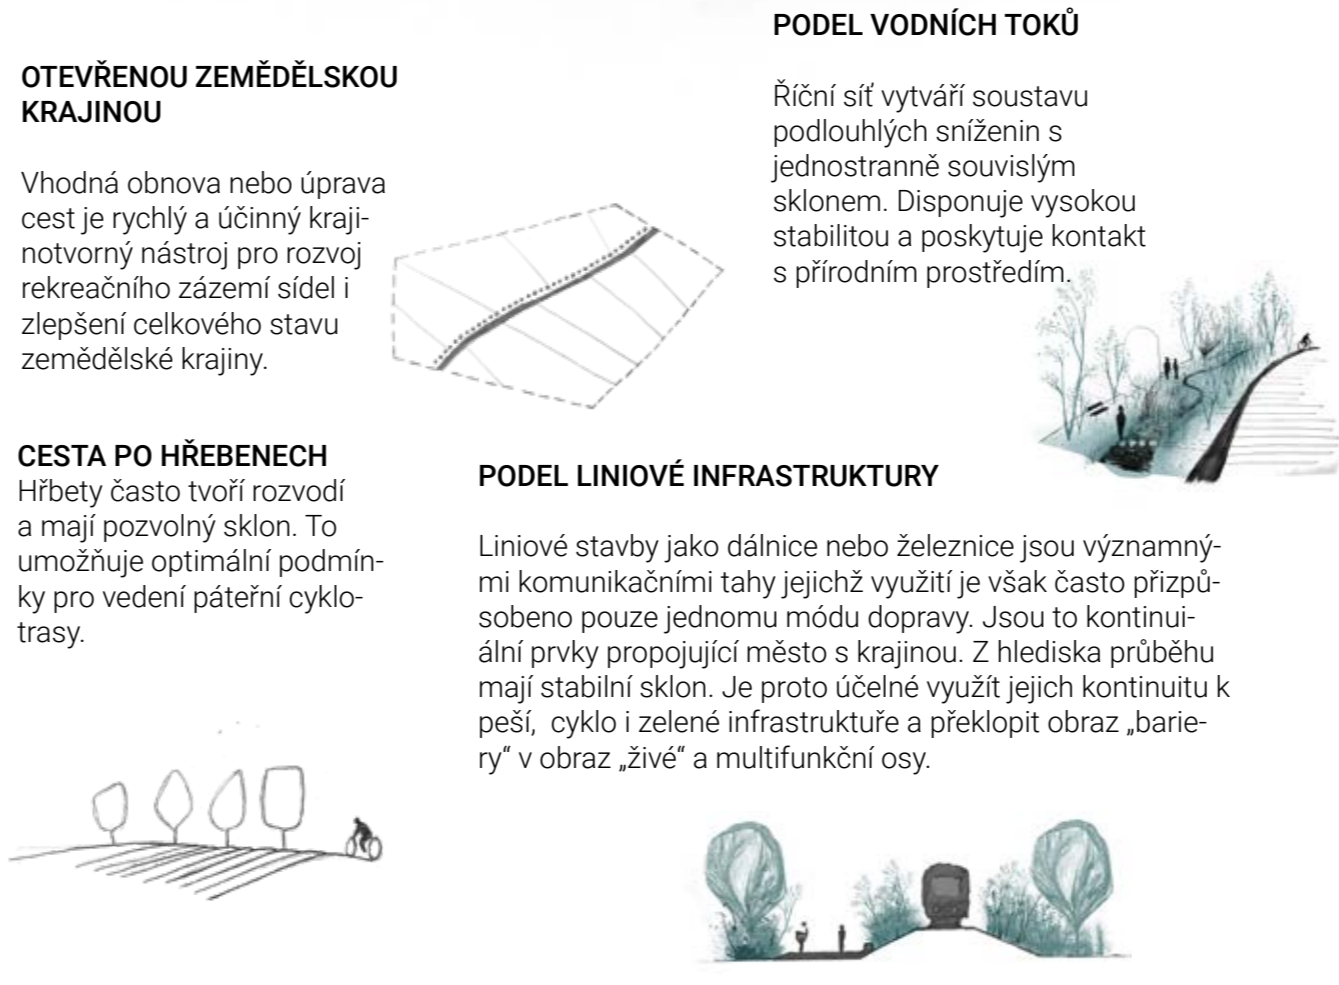 OTEVŘENOU ZEMĚDĚLSKOU
KRAJINOU
Vhodná obnova nebo úprava
cest je rychlý a účinný kraji-
notvorný nástroj pro rozvoj
rekreačního zázemí sídel i
zlepšení celkového stavu
zemědělské krajiny.
PODEL VODNÍCH TOKŮ
Říční síť vytváří soustavu
podlouhlých sníženin s
jednostranně souvislým
sklonem. Disponuje vysokou
stabilitou a poskytuje kontakt
s přírodním prostředím.
CESTA PO HŘEBENECH
Hřbety často tvoří rozvodí
a mají pozvolný sklon. To
umožňuje optimální podmín-
ky pro vedení páteřní cyklo-
trasy.
PODEL LINIOVÉ INFRASTRUKTURY
Liniové stavby jako dálnice nebo železnice jsou významný-
mi komunikačními tahy jejichž využití je však často přizpů-
sobeno pouze jednomu módu dopravy. Jsou to kontinui-
ální prvky propojující město s krajinou. Z hlediska průběhu
mají stabilní sklon. Je proto účelné využít jejich kontinuitu k
peší,  cyklo i zelené infrastruktuře a překlopit obraz „barie-
ry“ v obraz „živé“ a multifunkční osy.